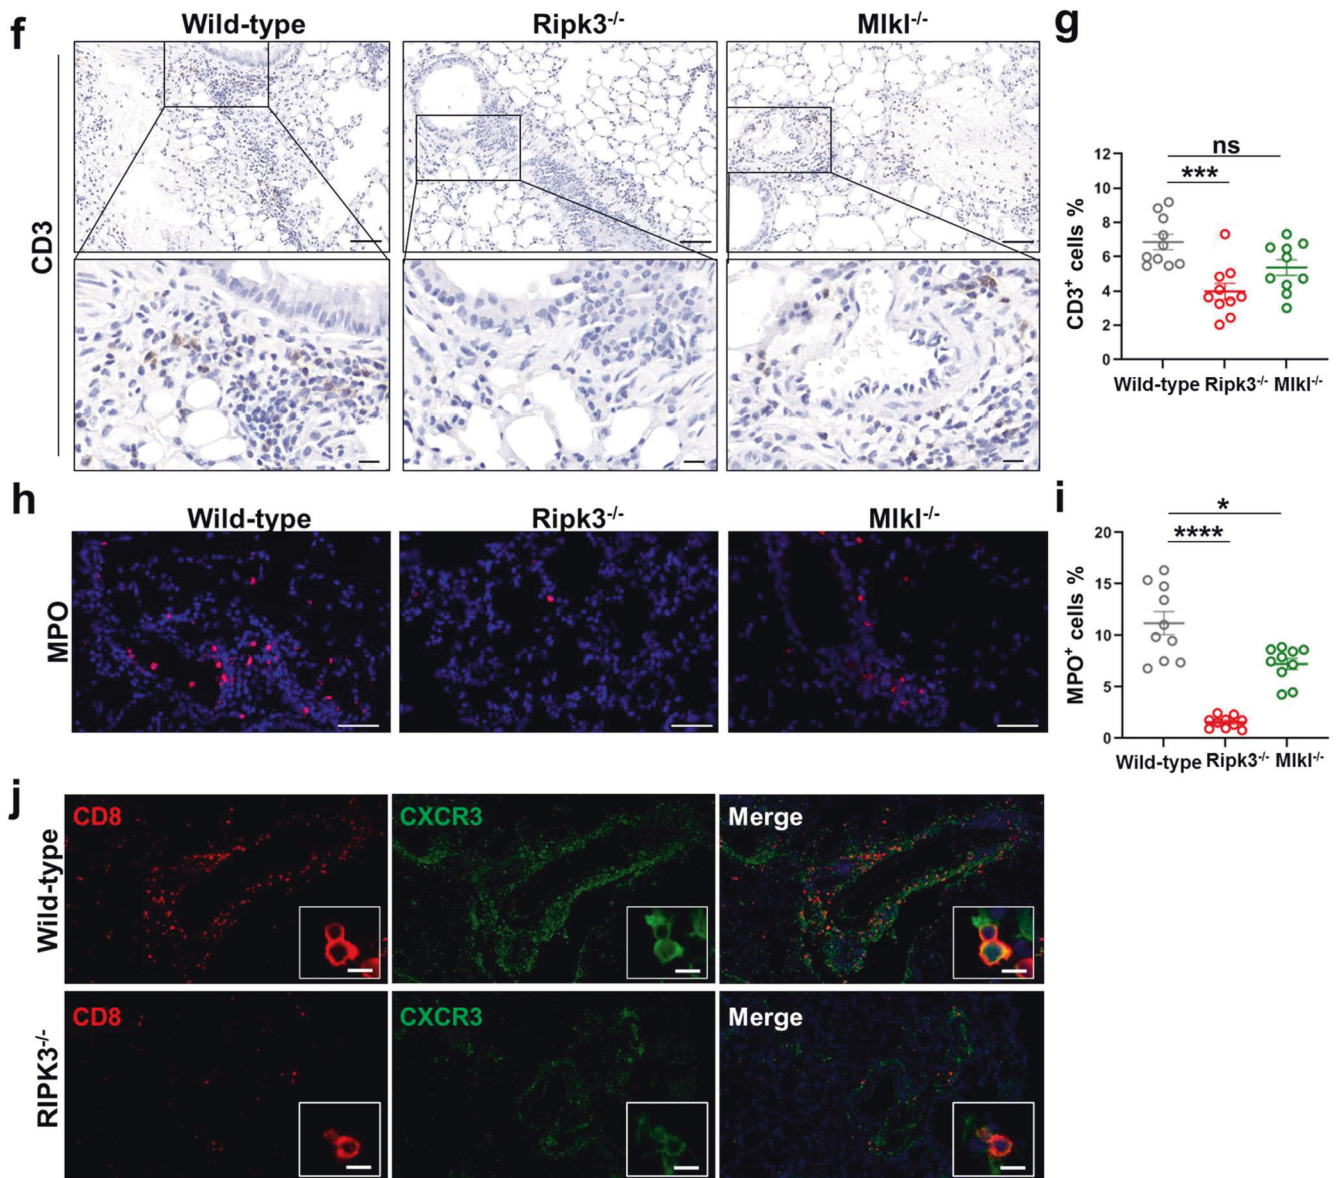 f
Wild-type
Ripk3-/-
Mlkl-/-
CD3
g
ns
***
12
10
8
6
4
2
0
CD3+ cells %
Wild-type Ripk3-/- Mlkl-/-
h
Wild-type
Ripk3-/-
Mlkl-/-
MPO
i
*
****
20
15
10
5
0
MPO+ cells %
Wild-type Ripk3-/- Mlkl-/-
j
Wild-type
CD8
CXCR3
Merge
RIPK3-/-
CD8
CXCR3
Merge